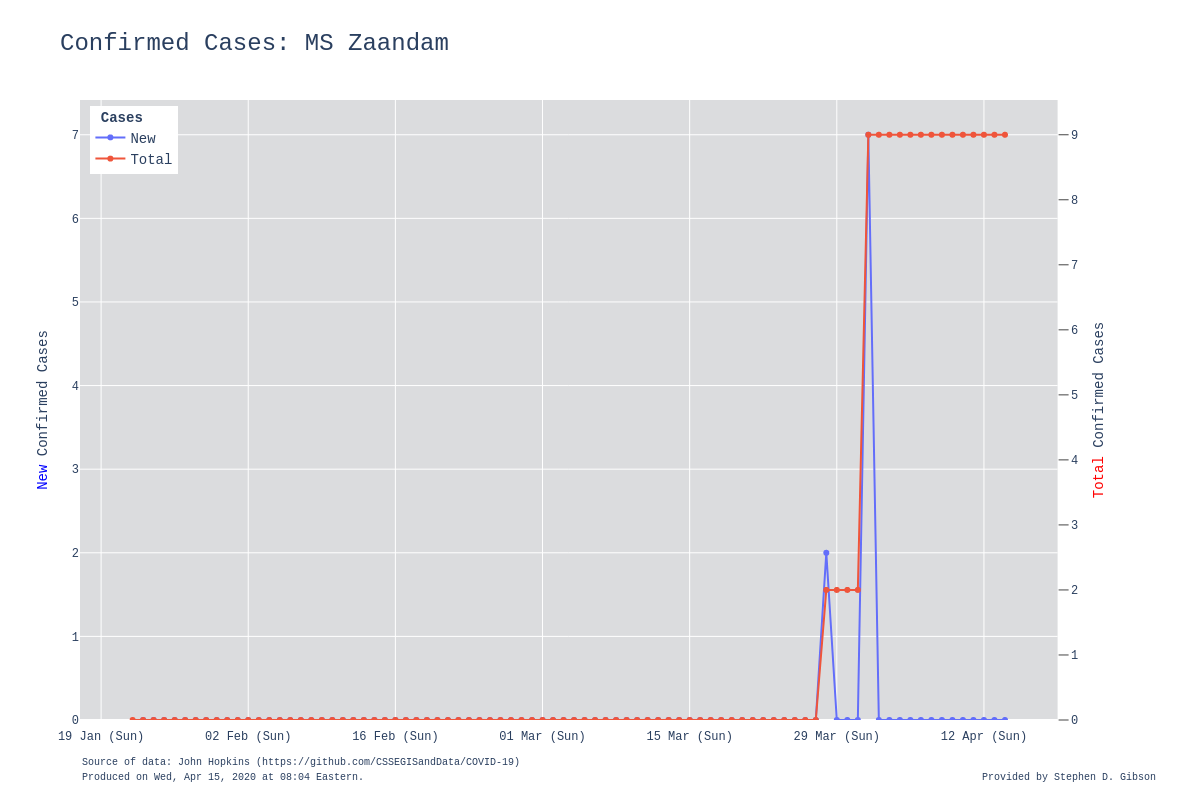 Confirmed Cases: MS Zaandam
Cases
New
Total
7
6
5
4
3
2
1
0
New Confirmed Cases
9
8
7
6
5
4
3
2
1
0
Total Confirmed Cases
19 Jan (Sun) 02 Feb (Sun) 16 Feb (Sun) 01 Mar (Sun) 15 Mar (Sun) 29 Mar (Sun) 12 Apr (Sun)
Source of data: John Hopkins (https://github.com/CSSEGISandData/COVID-19)
Produced on Wed, Apr 15, 2020 at 08:04 Eastern.
Provided by Stephen D. Gibson